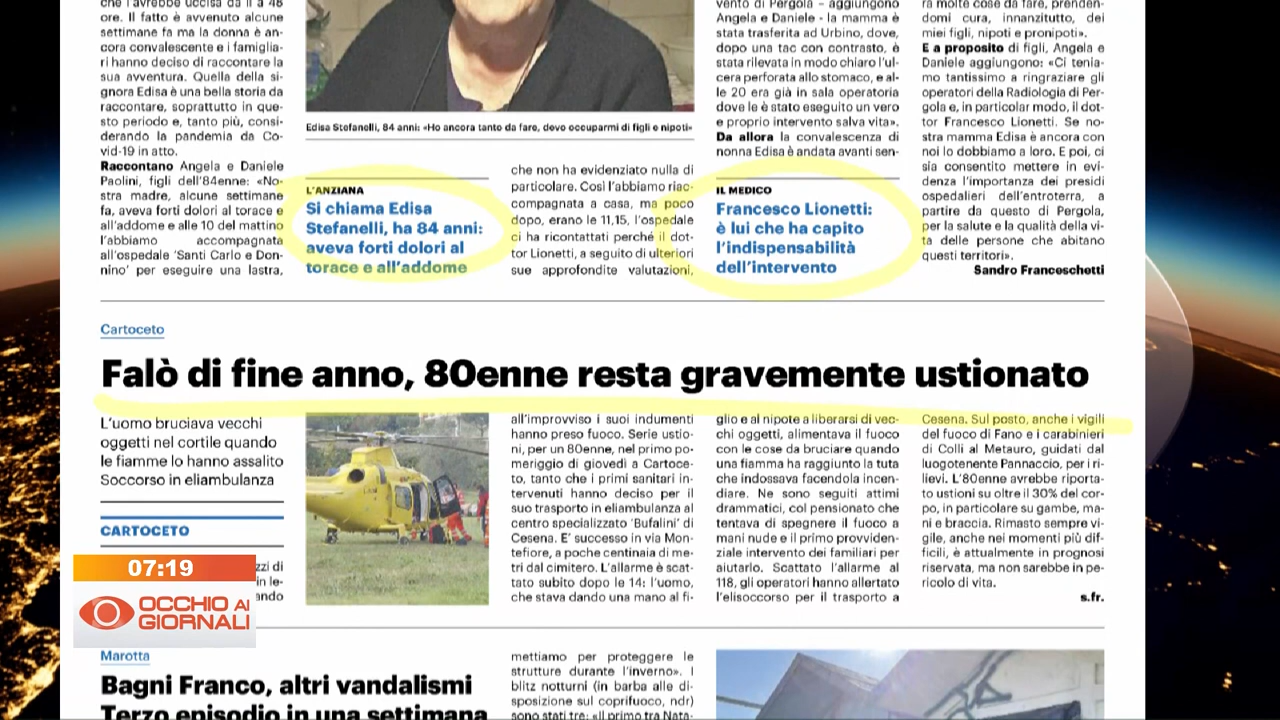 che l'avrebbe uccisa da lì a 48
ore. Il fatto è avvenuto alcune
settimane fa ma la donna è an-
cora convalescente e i famiglia-
ri hanno deciso di raccontare la
sua avventura. Quella della si-
gnora Edisa è una bella storia da
raccontare, soprattutto in que-
sto periodo e, tanto più, consi-
derando la pandemia da Co-
vid-19 in atto.
Raccontano Angela e Daniele
Paolini, figli dell'84enne: «No-
stra madre, alcune settimane
fa, aveva forti dolori al torace e
all'addome e alle 10 del mattino
l'abbiamo accompagnata
all'ospedale 'Santi Carlo e Don-
nino' per eseguire una lastra,
Edisa Stefanelli, 84 anni: «Ho ancora tanto da fare, devo occuparmi di figli e nipoti»
L'ANZIANA
Si chiama Edisa
Stefanelli, ha 84 anni:
aveva forti dolori al
torace e all'addome
che non ha evidenziato nulla di
particolare. Così l'abbiamo riac-
compagnata a casa, ma poco
dopo, erano le 11,15, l'ospedale
ci ha ricontattati perché il dot-
tor Lionetti, a seguito di ulteriori
sue approfondite valutazioni,
vento di Pergola – aggiungono
Angela e Daniele - la mamma è
stata trasferita ad Urbino, dove,
dopo una tac con contrasto, è
stata rilevata in modo chiaro l'ul-
cera perforata allo stomaco, e al-
le 20 era già in sala operatoria
dove le è stato eseguito un vero
e proprio intervento salva vita».
Da allora la convalescenza di
nonna Edisa è andata avanti sen-
IL MEDICO
Francesco Lionetti:
è lui che ha capito
l'indispensabilità
dell'intervento
ra molte cose da fare, prenden-
domi cura, innanzitutto, dei
miei figli, nipoti e pronipoti».
E a proposito di figli, Angela e
Daniele aggiungono: «Ci tenia-
mo tantissimo a ringraziare gli
operatori della Radiologia di Per-
gola e, in particolar modo, il dot-
tor Francesco Lionetti. Se no-
stra mamma Edisa è ancora con
noi lo dobbiamo a loro. E poi, ci
sia consentito mettere in evi-
denza l'importanza dei presidi
ospedalieri dell'entroterra, a
partire da questo di Pergola,
per la salute e la qualità della vi-
ta delle persone che abitano
questi territori».
Sandro Franceschetti
Cartoceto
Falò di fine anno, 80enne resta gravemente ustionato
L'uomo bruciava vecchi
oggetti nel cortile quando
le fiamme lo hanno assalito
Soccorso in eliambulanza
CARTOCETO
zzi di
in le-
ando
all'improvviso i suoi indumenti
hanno preso fuoco. Serie ustio-
ni, per un 80enne, nel primo po-
meriggio di giovedì a Cartoce-
to, tanto che i primi sanitari in-
tervenuti hanno deciso per il
suo trasporto in eliambulanza al
centro specializzato 'Bufalini' di
Cesena. E' successo in via Mon-
tefiore, a poche centinaia di me-
tri dal cimitero. L'allarme è scat-
tato subito dopo le 14: l'uomo,
che stava dando una mano al fi-
glio e al nipote a liberarsi di vec-
chi oggetti, alimentava il fuoco
con le cose da bruciare quando
una fiamma ha raggiunto la tuta
che indossava facendola incen-
diare. Ne sono seguiti attimi
drammatici, col pensionato che
tentava di spegnere il fuoco a
mani nude e il primo provviden-
ziale intervento dei familiari per
aiutarlo. Scattato l'allarme al
118, gli operatori hanno allertato
l'elisoccorso per il trasporto a
Cesena. Sul posto, anche i vigili
del fuoco di Fano e i carabinieri
di Colli al Metauro, guidati dal
luogotenente Pannaccio, per i ri-
lievi. L'80enne avrebbe riporta-
to ustioni su oltre il 30% del cor-
po, in particolare su gambe, ma-
ni e braccia. Rimasto sempre vi-
gile, anche nei momenti più dif-
ficili, è attualmente in prognosi
riservata, ma non sarebbe in pe-
ricolo di vita.
s.fr.
07:19
OCCHIO AI
GIORNALI
Marotta
Bagni Franco, altri vandalismi
Terzo episodio in una settimana
mettiamo per proteggere le
strutture durante l'inverno». I
blitz notturni (in barba alle di-
sposizione sul coprifuoco, ndr)
sono stati tre: «Il primo tra Nata-